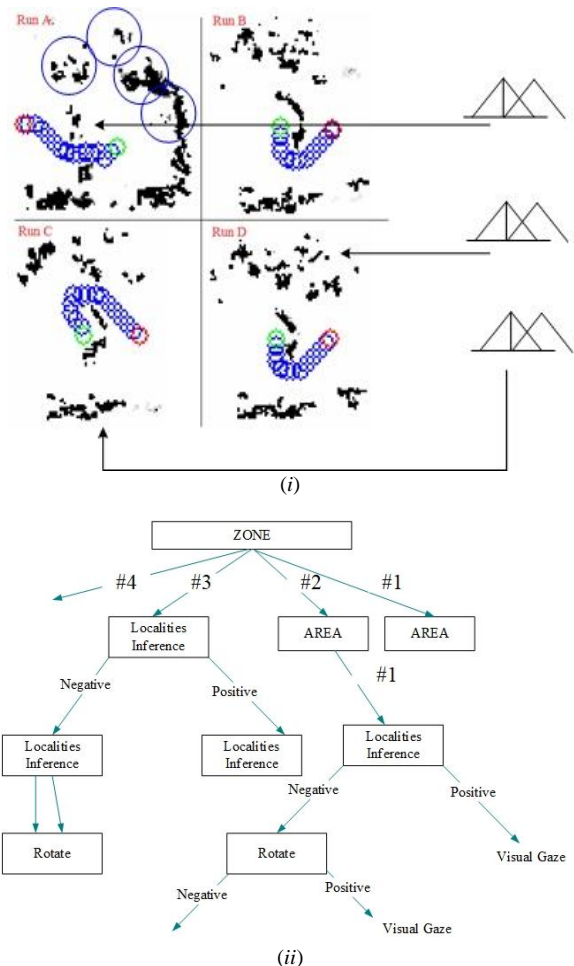 Run A
Run B
Run C
Run D
(i)
ZONE
#4
#3
#2
#1
Localities
Inference
AREA
AREA
#1
Negative
Positive
Localities
Inference
Localities
Inference
Localities
Inference
Negative
Positive
Rotate
Rotate
Visual Gaze
Negative
Positive
Visual Gaze
(ii)